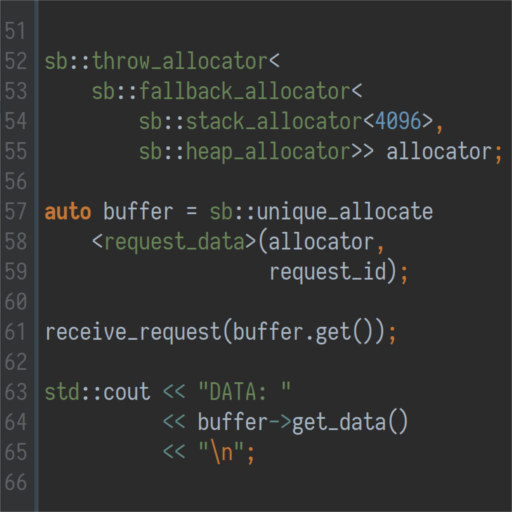 51
52 sb::throw_allocator<
53     sb::fallback_allocator<
54         sb::stack_allocator<4096>,
55         sb::heap_allocator>> allocator;
56
57 auto buffer = sb::unique_allocate
58     <request_data>(allocator,
59                    request_id);
60
61 receive_request(buffer.get());
62
63 std::cout << "DATA: "
64           << buffer->get_data()
65           << "\n";
66